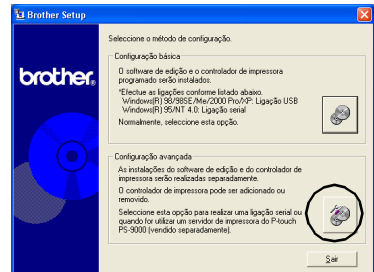 Brother Setup
Seleccione o método de configuração.
Configuração básica
O software de edição e o controlador de impressora
programado serão instalados.
*Efectue as ligações conforme listado abaixo.
Windows(R) 98/98SE/Me/2000 Pro/XP: Ligação USB
Windows(R) 95/NT 4.0: Ligação serial
Normalmente, seleccione esta opção.
brother®
Configuração avançada
As instalações do software de edição e do controlador de
impressora serão realizadas separadamente.
O controlador de impressora pode ser adicionado ou
removido.
Seleccione esta opção para realizar uma ligação serial ou
quando for utilizar um servidor de impressora do P-touch
PS-9000 (vendido separadamente).
Sair